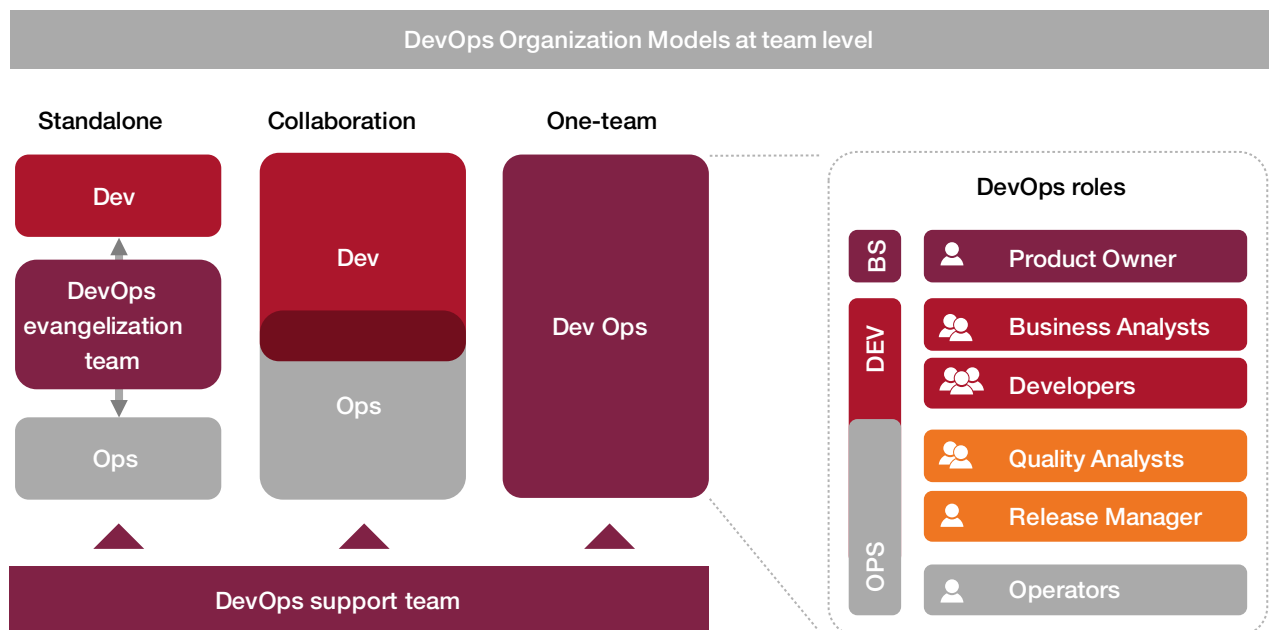 DevOps Organization Models at team level
Standalone
Collaboration
One-team
Dev
DevOps
evangelization
team
Ops
Dev
Ops
Dev Ops
DevOps support team
DevOps roles
BS
Product Owner
DEV
Business Analysts
Developers
OPS
Quality Analysts
Release Manager
Operators